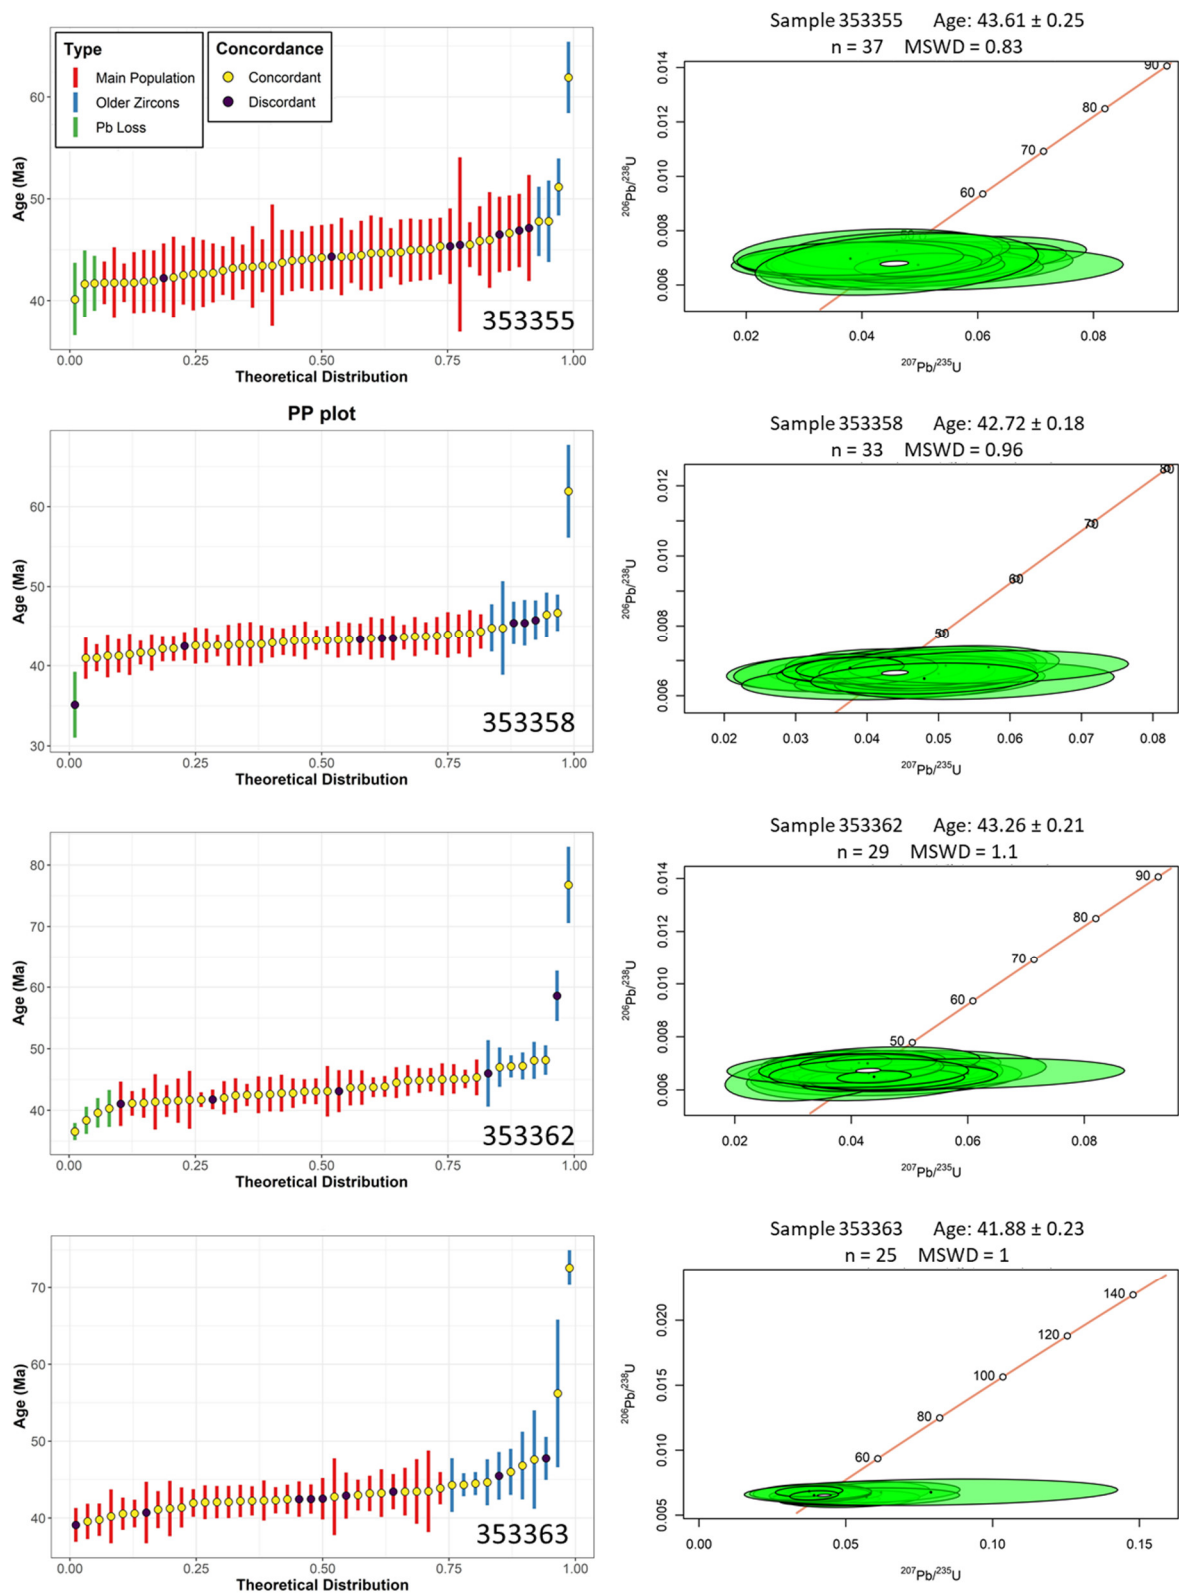 Type
Main Population
Older Zircons
Pb Loss
Concordance
Concordant
Discordant
Age (Ma)
60
50
40
353355
0.00
0.25
0.50
0.75
1.00
Theoretical Distribution
Sample 353355 Age: 43.61 ± 0.25
n = 37 MSWD = 0.83
206Pb/238U
0.014
0.012
0.010
0.008
0.006
90
80
70
60
0.02
0.04
0.06
0.08
207Pb/235U
PP plot
Age (Ma)
60
50
40
30
353358
0.00
0.25
0.50
0.75
1.00
Theoretical Distribution
Sample 353358 Age: 42.72 ± 0.18
n = 33 MSWD = 0.96
206Pb/238U
0.012
0.010
0.008
0.006
80
70
60
50
0.02
0.03
0.04
0.05
0.06
0.07
0.08
207Pb/235U
Age (Ma)
80
70
60
50
40
353362
0.00
0.25
0.50
0.75
1.00
Theoretical Distribution
Sample 353362 Age: 43.26 ± 0.21
n = 29 MSWD = 1.1
206Pb/238U
0.014
0.012
0.010
0.008
0.006
90
80
70
60
50
0.02
0.04
0.06
0.08
207Pb/235U
Age (Ma)
70
60
50
40
353363
0.00
0.25
0.50
0.75
1.00
Theoretical Distribution
Sample 353363 Age: 41.88 ± 0.23
n = 25 MSWD = 1
206Pb/238U
0.020
0.015
0.010
0.005
140
120
100
80
60
0.00
0.05
0.10
0.15
207Pb/235U